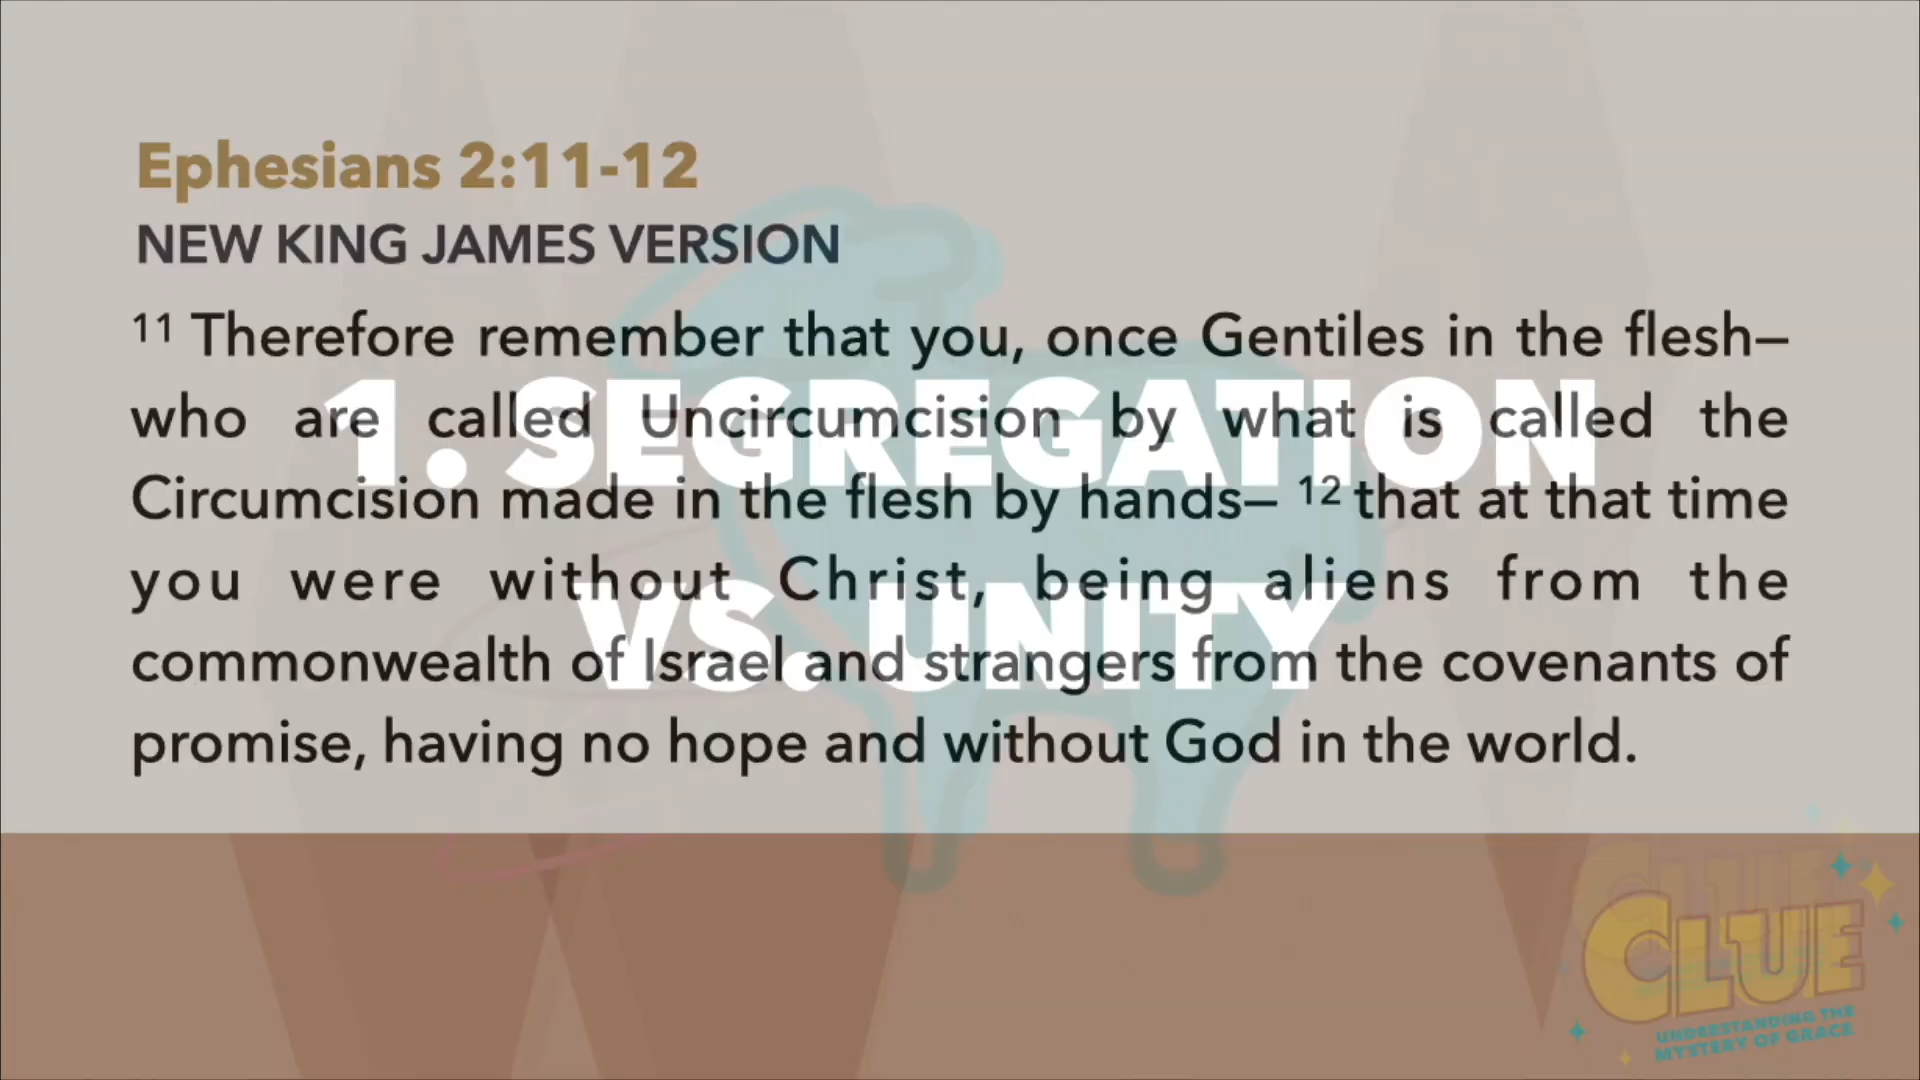 Ephesians 2:11-12
NEW KING JAMES VERSION
¹¹ Therefore remember that you, once Gentiles in the flesh—
who are called Uncircumcision by what is called the
Circumcision made in the flesh by hands— ¹² that at that time
you were without Christ, being aliens from the
commonwealth of Israel and strangers from the covenants of
promise, having no hope and without God in the world.
1. SEGREGATION
VS. UNITY
CLUE
UNDERSTANDING THE
MYSTERY OF GRACE